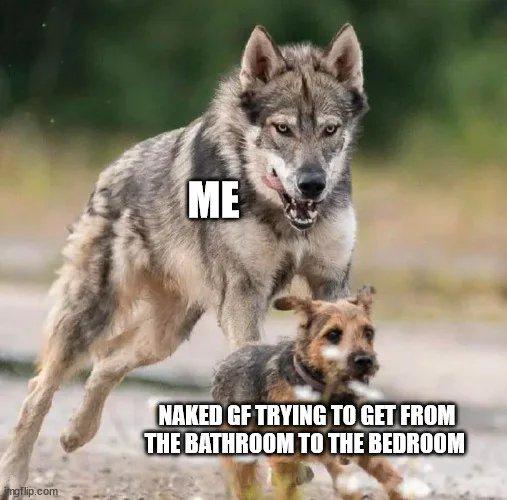 ME
NAKED GF TRYING TO GET FROM
THE BATHROOM TO THE BEDROOM
imgflip.com